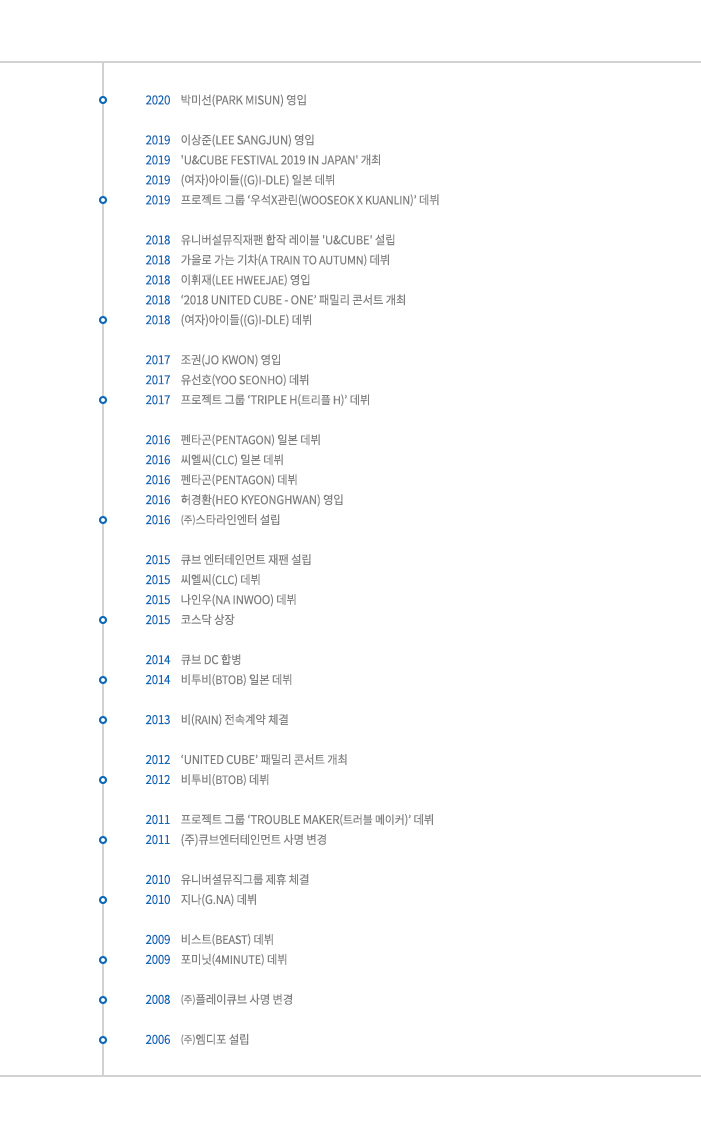 2020 박미선(PARK MISUN) 영입
2019 이상준(LEE SANGJUN) 영입
2019 'U&CUBE FESTIVAL 2019 IN JAPAN' 개최
2019 (여자)아이들((G)I-DLE) 일본 데뷔
2019 프로젝트 그룹 ‘우석X관린(WOOSEOK X KUANLIN)’ 데뷔
2018 유니버설뮤직재팬 합작 레이블 'U&CUBE' 설립
2018 가을로 가는 기차(A TRAIN TO AUTUMN) 데뷔
2018 이휘재(LEE HWEEJAE) 영입
2018 ‘2018 UNITED CUBE - ONE’ 패밀리 콘서트 개최
2018 (여자)아이들((G)I-DLE) 데뷔
2017 조권(JO KWON) 영입
2017 유선호(YOO SEONHO) 데뷔
2017 프로젝트 그룹 ‘TRIPLE H(트리플 H)’ 데뷔
2016 펜타곤(PENTAGON) 일본 데뷔
2016 씨엘씨(CLC) 일본 데뷔
2016 펜타곤(PENTAGON) 데뷔
2016 허경환(HEO KYEONGHWAN) 영입
2016 ㈜스타라인엔터 설립
2015 큐브 엔터테인먼트 재팬 설립
2015 씨엘씨(CLC) 데뷔
2015 나인우(NA INWOO) 데뷔
2015 코스닥 상장
2014 큐브 DC 합병
2014 비투비(BTOB) 일본 데뷔
2013 비(RAIN) 전속계약 체결
2012 ‘UNITED CUBE’ 패밀리 콘서트 개최
2012 비투비(BTOB) 데뷔
2011 프로젝트 그룹 ‘TROUBLE MAKER(트러블 메이커)’ 데뷔
2011 (주)큐브엔터테인먼트 사명 변경
2010 유니버셜뮤직그룹 제휴 체결
2010 지나(G.NA) 데뷔
2009 비스트(BEAST) 데뷔
2009 포미닛(4MINUTE) 데뷔
2008 ㈜플레이큐브 사명 변경
2006 ㈜엠디포 설립